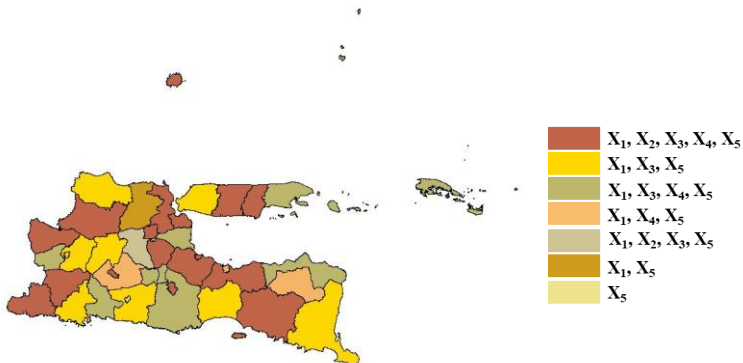 X₁, X₂, X₃, X₄, X₅
X₁, X₃, X₅
X₁, X₃, X₄, X₅
X₁, X₄, X₅
X₁, X₂, X₃, X₅
X₁, X₅
X₅